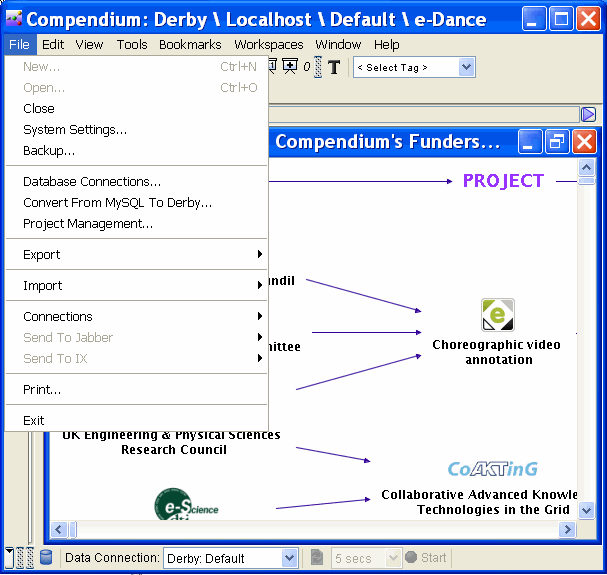 Compendium: Derby \ Localhost \ Default \ e-Dance
File Edit View Tools Bookmarks Workspaces Window Help
New... Ctrl+N
Open... Ctrl+O
Close
System Settings...
Backup...
Database Connections...
Convert From MySQL To Derby...
Project Management...
Export
Import
Connections
Send To Jabber
Send To IX
Print...
Exit
0 T < Select Tag >
Compendium's Funders...
PROJECT
e
Choreographic video
annotation
UK Engineering & Physical Sciences
Research Council
CoAKTinG
Collaborative Advanced Knowle
Technologies in the Grid
e-Science
Data Connection: Derby: Default 5 secs Start